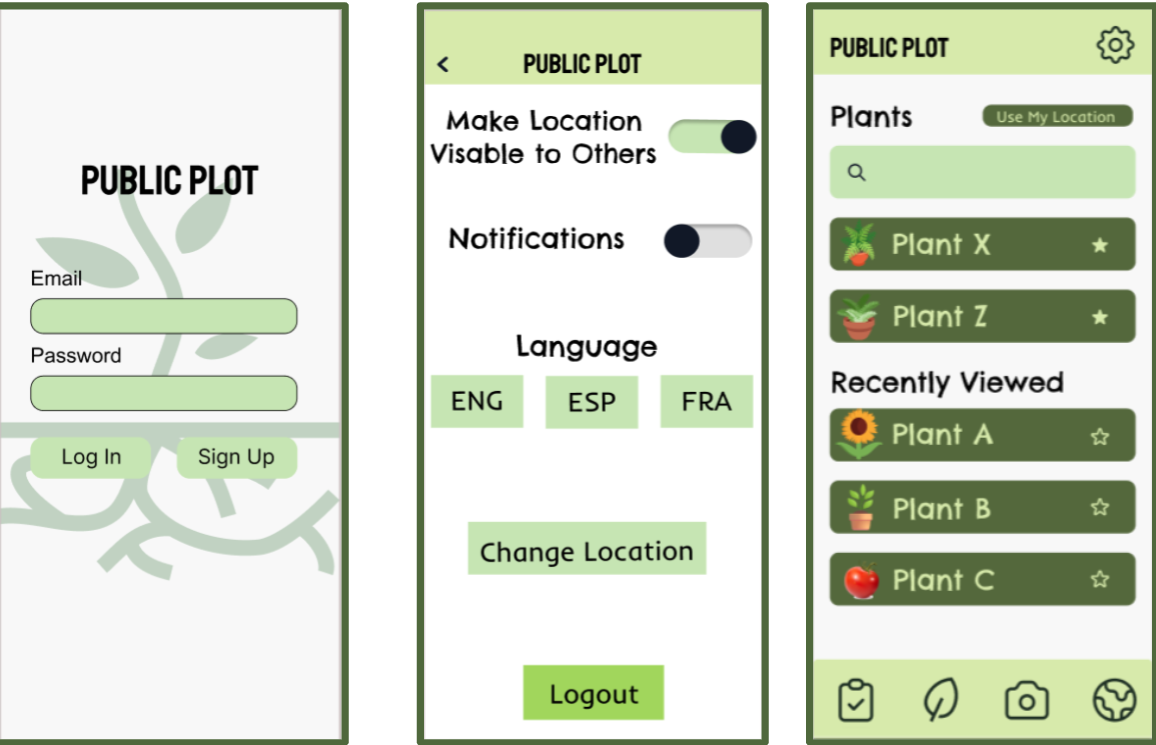 PUBLIC PLOT
Email
Password
Log In
Sign Up
<
PUBLIC PLOT
Make Location
Visable to Others
Notifications
Language
ENG
ESP
FRA
Change Location
Logout
PUBLIC PLOT
Plants
Use My Location
Plant X
Plant Z
Recently Viewed
Plant A
Plant B
Plant C